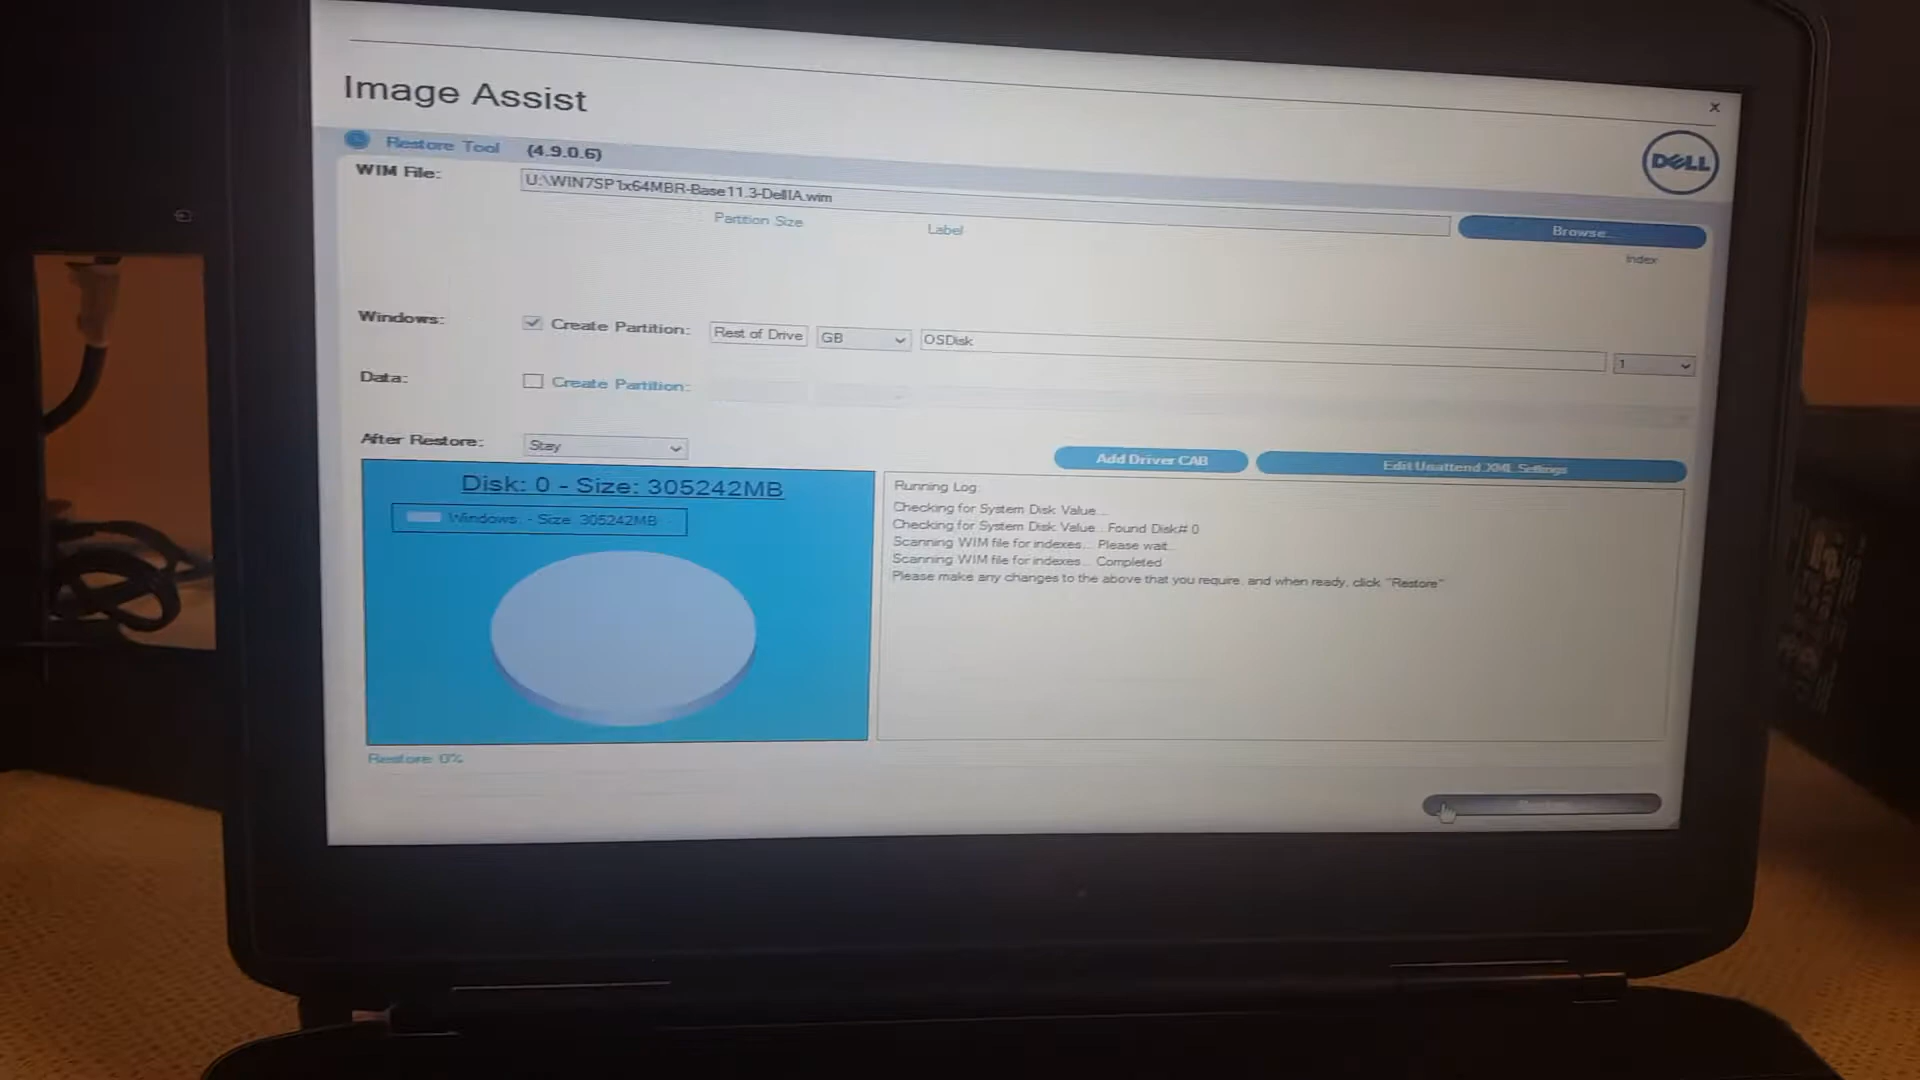 Image Assist
DELL
Restore Tool (4.9.0.6)
WIM File: U:\WIN7SP1x64MBR-Base11.3-DellIA.wim Browse...
Partition Size Label Index
Windows: Create Partition: Rest of Drive GB OSDisk 1
Data: Create Partition:
After Restore: Stay Add Driver CAB Edit Unattend.XML Settings
Disk: 0 - Size: 305242MB
Windows: - Size: 305242MB
Running Log:
Checking for System Disk Value...
Checking for System Disk Value...Found Disk# 0
Scanning WIM file for indexes... Please wait...
Scanning WIM file for indexes... Completed
Please make any changes to the above that you require, and when ready, click "Restore"
Restore: 0%